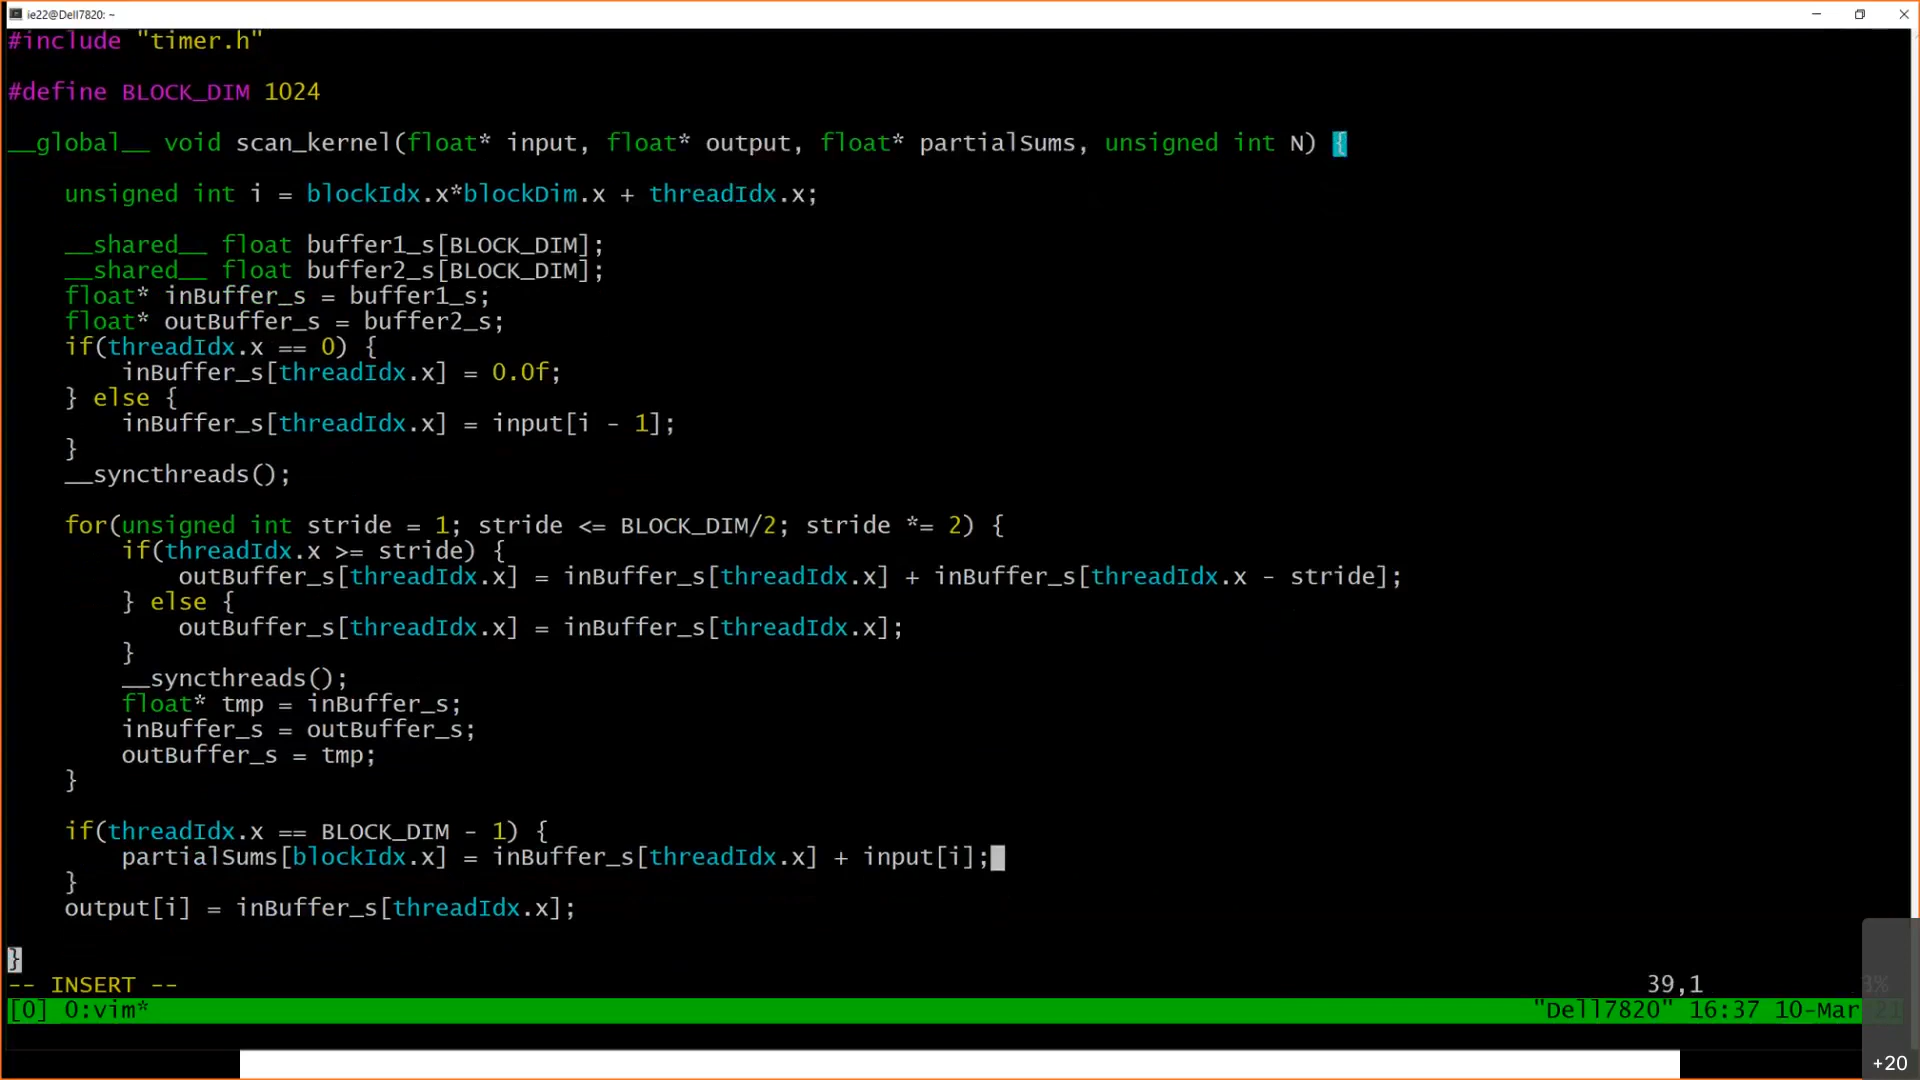 ie22@Dell7820: ~
#include "timer.h"
#define BLOCK_DIM 1024
__global__ void scan_kernel(float* input, float* output, float* partialSums, unsigned int N) {
unsigned int i = blockIdx.x*blockDim.x + threadIdx.x;
__shared__ float buffer1_s[BLOCK_DIM];
__shared__ float buffer2_s[BLOCK_DIM];
float* inBuffer_s = buffer1_s;
float* outBuffer_s = buffer2_s;
if(threadIdx.x == 0) {
inBuffer_s[threadIdx.x] = 0.0f;
} else {
inBuffer_s[threadIdx.x] = input[i - 1];
}
__syncthreads();
for(unsigned int stride = 1; stride <= BLOCK_DIM/2; stride *= 2) {
if(threadIdx.x >= stride) {
outBuffer_s[threadIdx.x] = inBuffer_s[threadIdx.x] + inBuffer_s[threadIdx.x - stride];
} else {
outBuffer_s[threadIdx.x] = inBuffer_s[threadIdx.x];
}
__syncthreads();
float* tmp = inBuffer_s;
inBuffer_s = outBuffer_s;
outBuffer_s = tmp;
}
if(threadIdx.x == BLOCK_DIM - 1) {
partialSums[blockIdx.x] = inBuffer_s[threadIdx.x] + input[i];
}
output[i] = inBuffer_s[threadIdx.x];
}
-- INSERT -- 39,1 3%
[0] 0:vim* "Dell7820" 16:37 10-Mar-21
+20